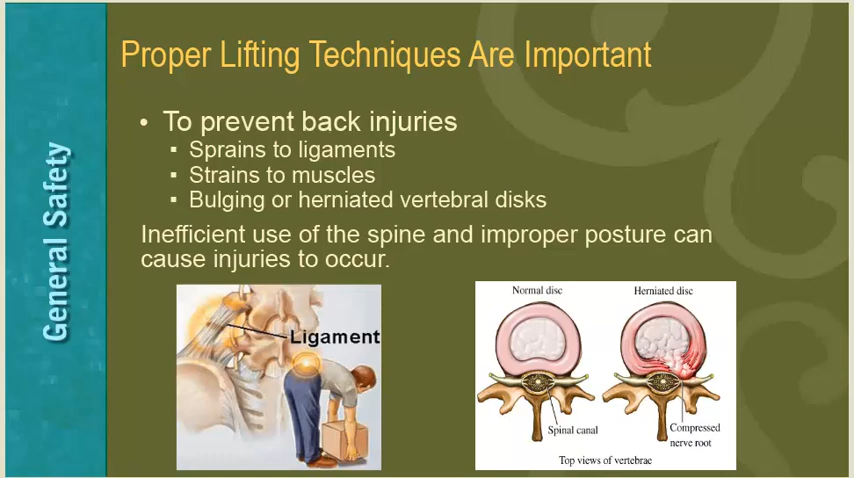 General Safety
Proper Lifting Techniques Are Important
• To prevent back injuries
▪ Sprains to ligaments
▪ Strains to muscles
▪ Bulging or herniated vertebral disks
Inefficient use of the spine and improper posture can
cause injuries to occur.
Ligament
Normal disc
Herniated disc
Spinal canal
Compressed
nerve root
Top views of vertebrae